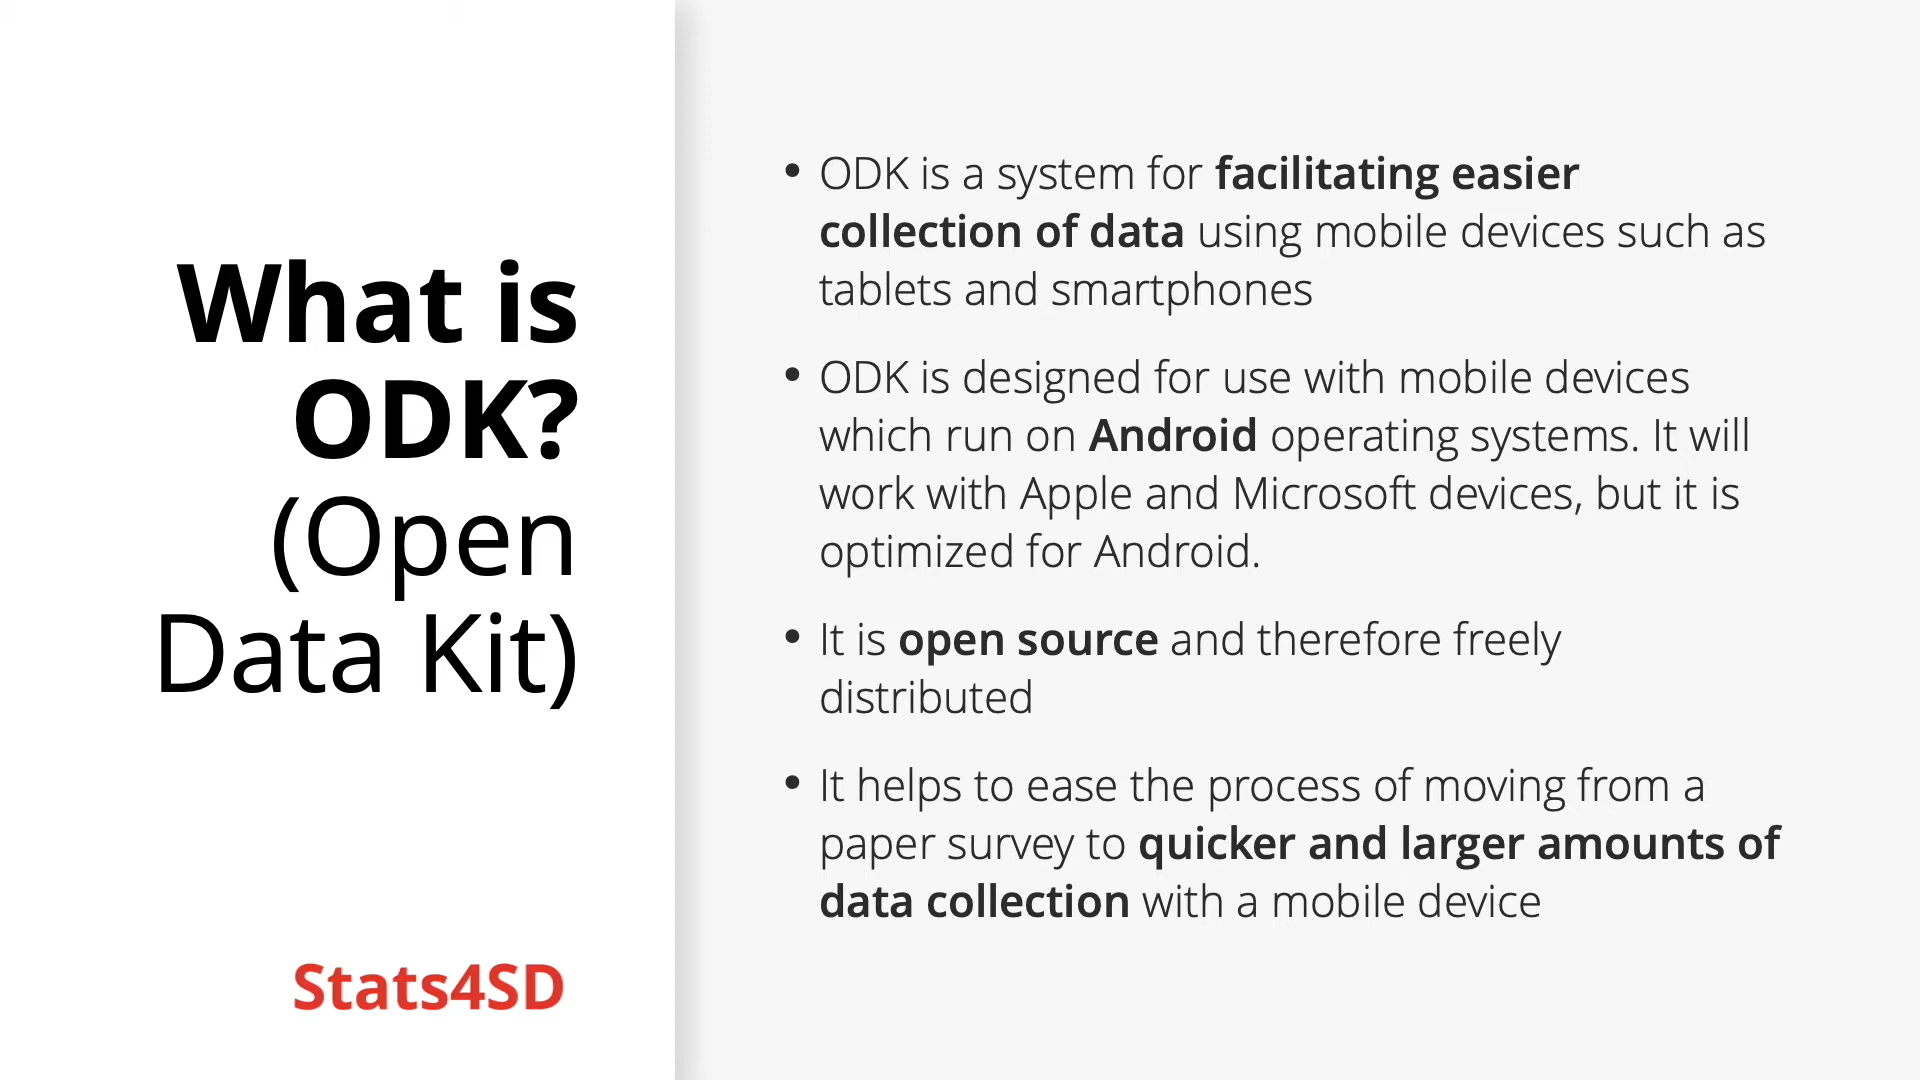 What is
ODK?
(Open
Data Kit)
Stats4SD
• ODK is a system for facilitating easier
collection of data using mobile devices such as
tablets and smartphones
• ODK is designed for use with mobile devices
which run on Android operating systems. It will
work with Apple and Microsoft devices, but it is
optimized for Android.
• It is open source and therefore freely
distributed
• It helps to ease the process of moving from a
paper survey to quicker and larger amounts of
data collection with a mobile device